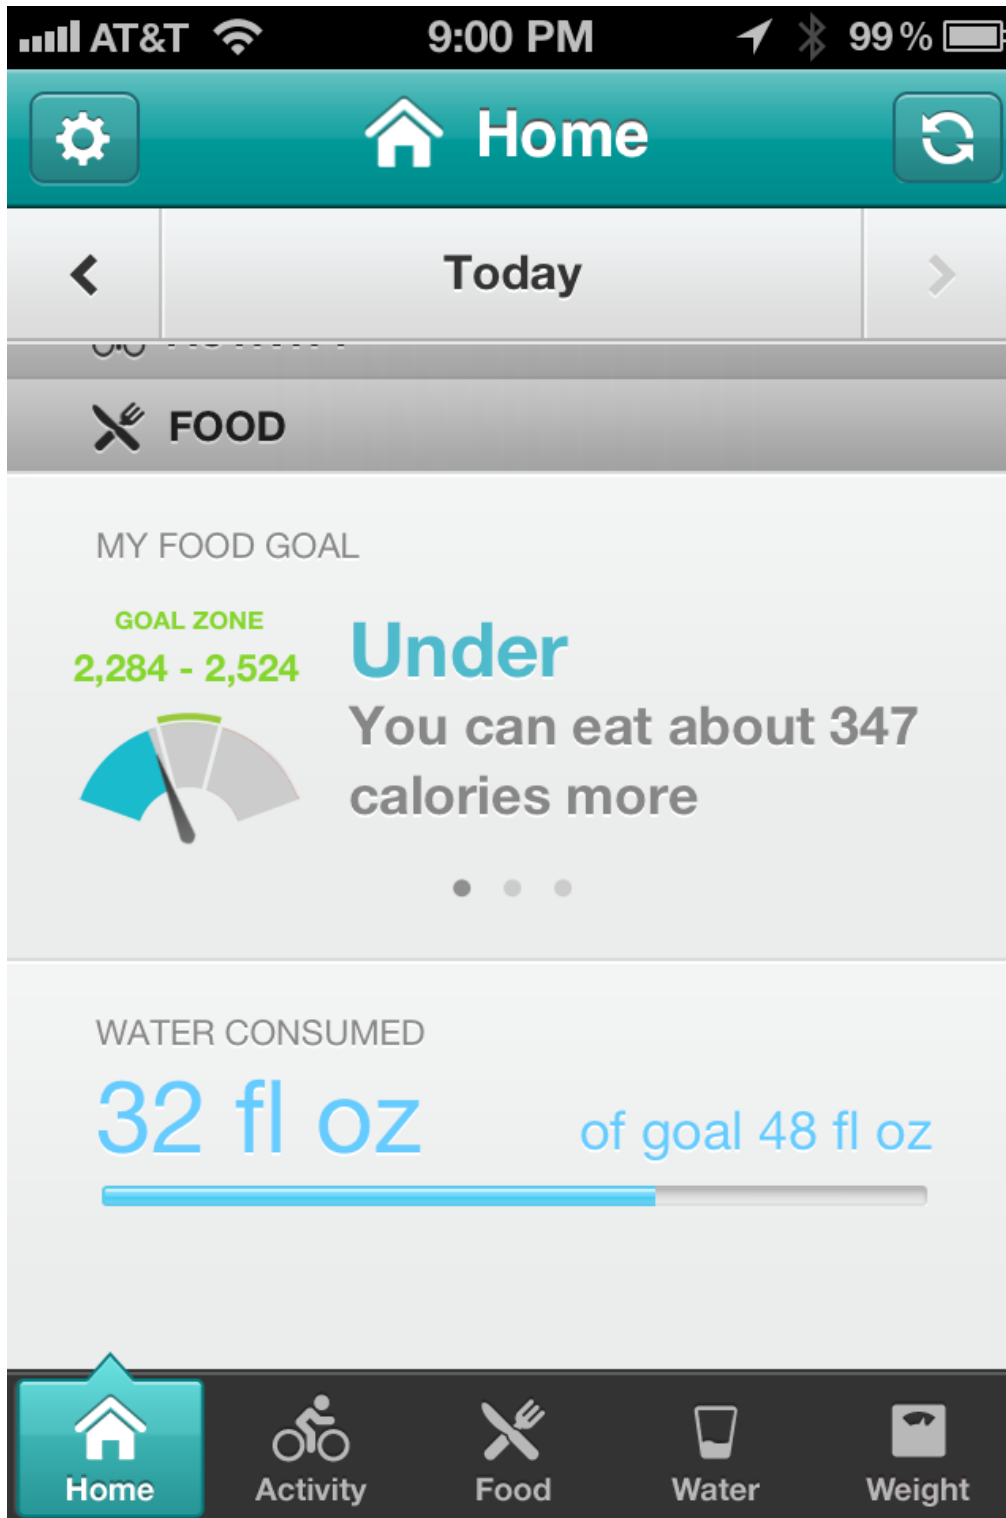 AT&T 9:00 PM 99%
Home
Today
FOOD
MY FOOD GOAL
GOAL ZONE
2,284 - 2,524
Under
You can eat about 347
calories more
WATER CONSUMED
32 fl oz of goal 48 fl oz
Home Activity Food Water Weight